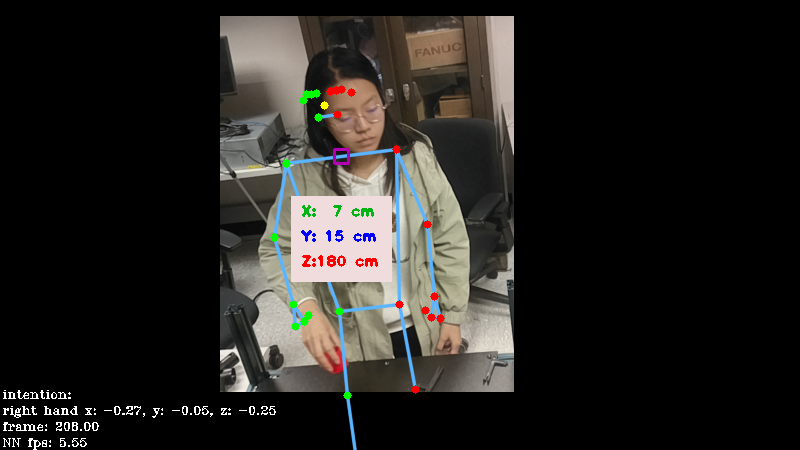 FANUC
X: 7 cm
Y: 15 cm
Z:180 cm
intention:
right hand x: -0.27, y: -0.05, z: -0.25
frame: 208.00
NN fps: 5.55